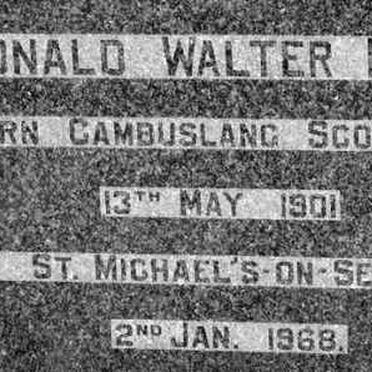 ONALD WALTER
RN CAMBUSLANG SCO
13TH MAY 1901
ST. MICHAEL'S-ON-SE
2ND JAN. 1968.